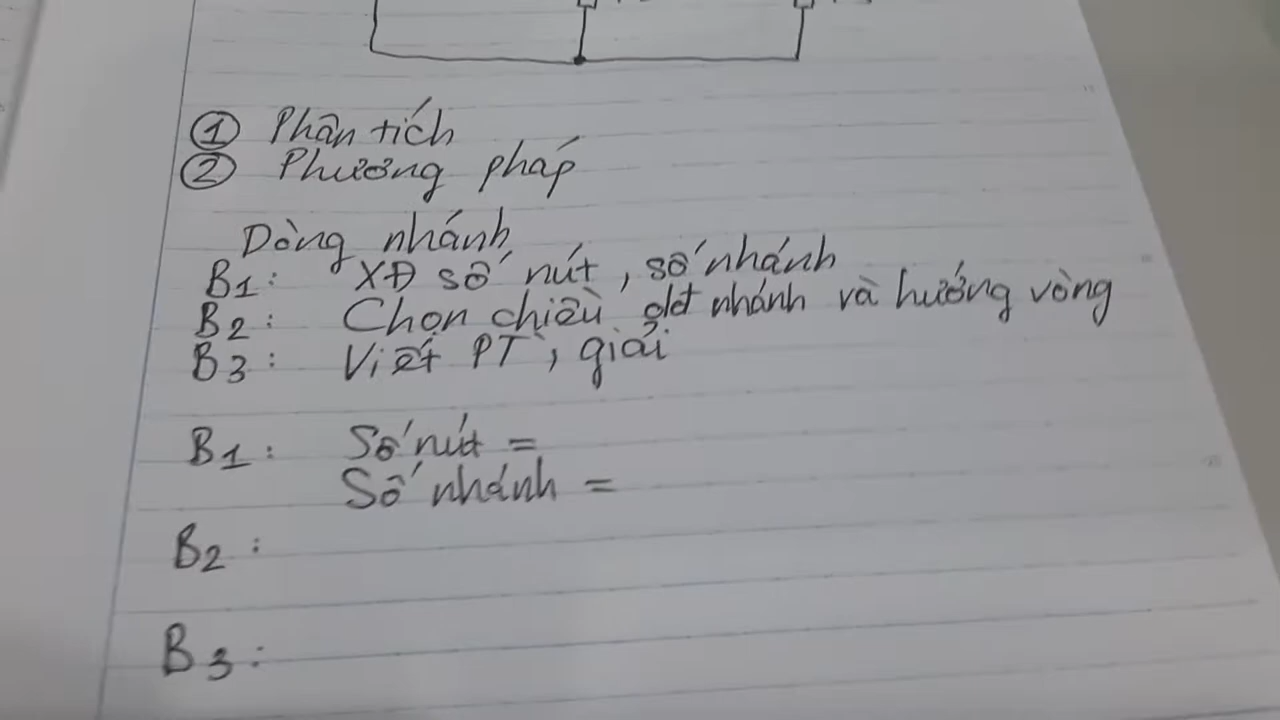 ① Phân tích
② Phương pháp
Dòng nhánh
B1: XĐ số nút, số nhánh
B2: Chọn chiều dđ nhánh và hướng vòng
B3: Viết PT, giải
B1: Số nút =
Số nhánh =
B2:
B3: